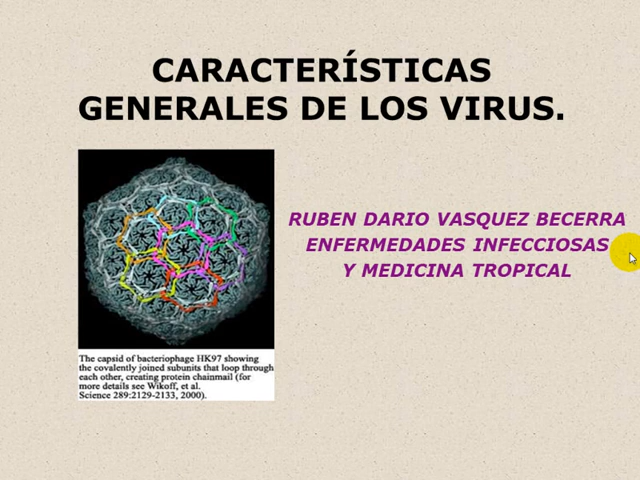 CARACTERÍSTICAS
GENERALES DE LOS VIRUS.
RUBEN DARIO VASQUEZ BECERRA
ENFERMEDADES INFECCIOSAS
Y MEDICINA TROPICAL
The capsid of bacteriophage HK97 showing
the covalently joined subunits that loop through
each other, creating protein chainmail (for
more details see Wikoff, et al.
Science 289:2129-2133, 2000).